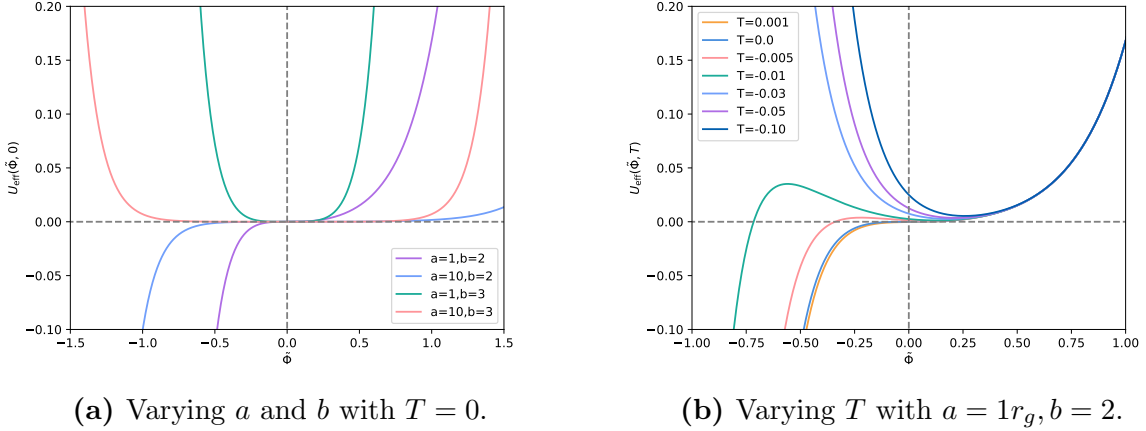 0.20
0.15
0.10
0.05
0.00
−0.05
−0.10
U_eff(Φ̃, 0)
a=1,b=2
a=10,b=2
a=1,b=3
a=10,b=3
−1.5 −1.0 −0.5 0.0 0.5 1.0 1.5
Φ̃
(a) Varying a and b with T = 0.
0.20
0.15
0.10
0.05
0.00
−0.05
−0.10
U_eff(Φ̃, T)
T=0.001
T=0.0
T=-0.005
T=-0.01
T=-0.03
T=-0.05
T=-0.10
−1.00 −0.75 −0.50 −0.25 0.00 0.25 0.50 0.75 1.00
Φ̃
(b) Varying T with a = 1r_g, b = 2.